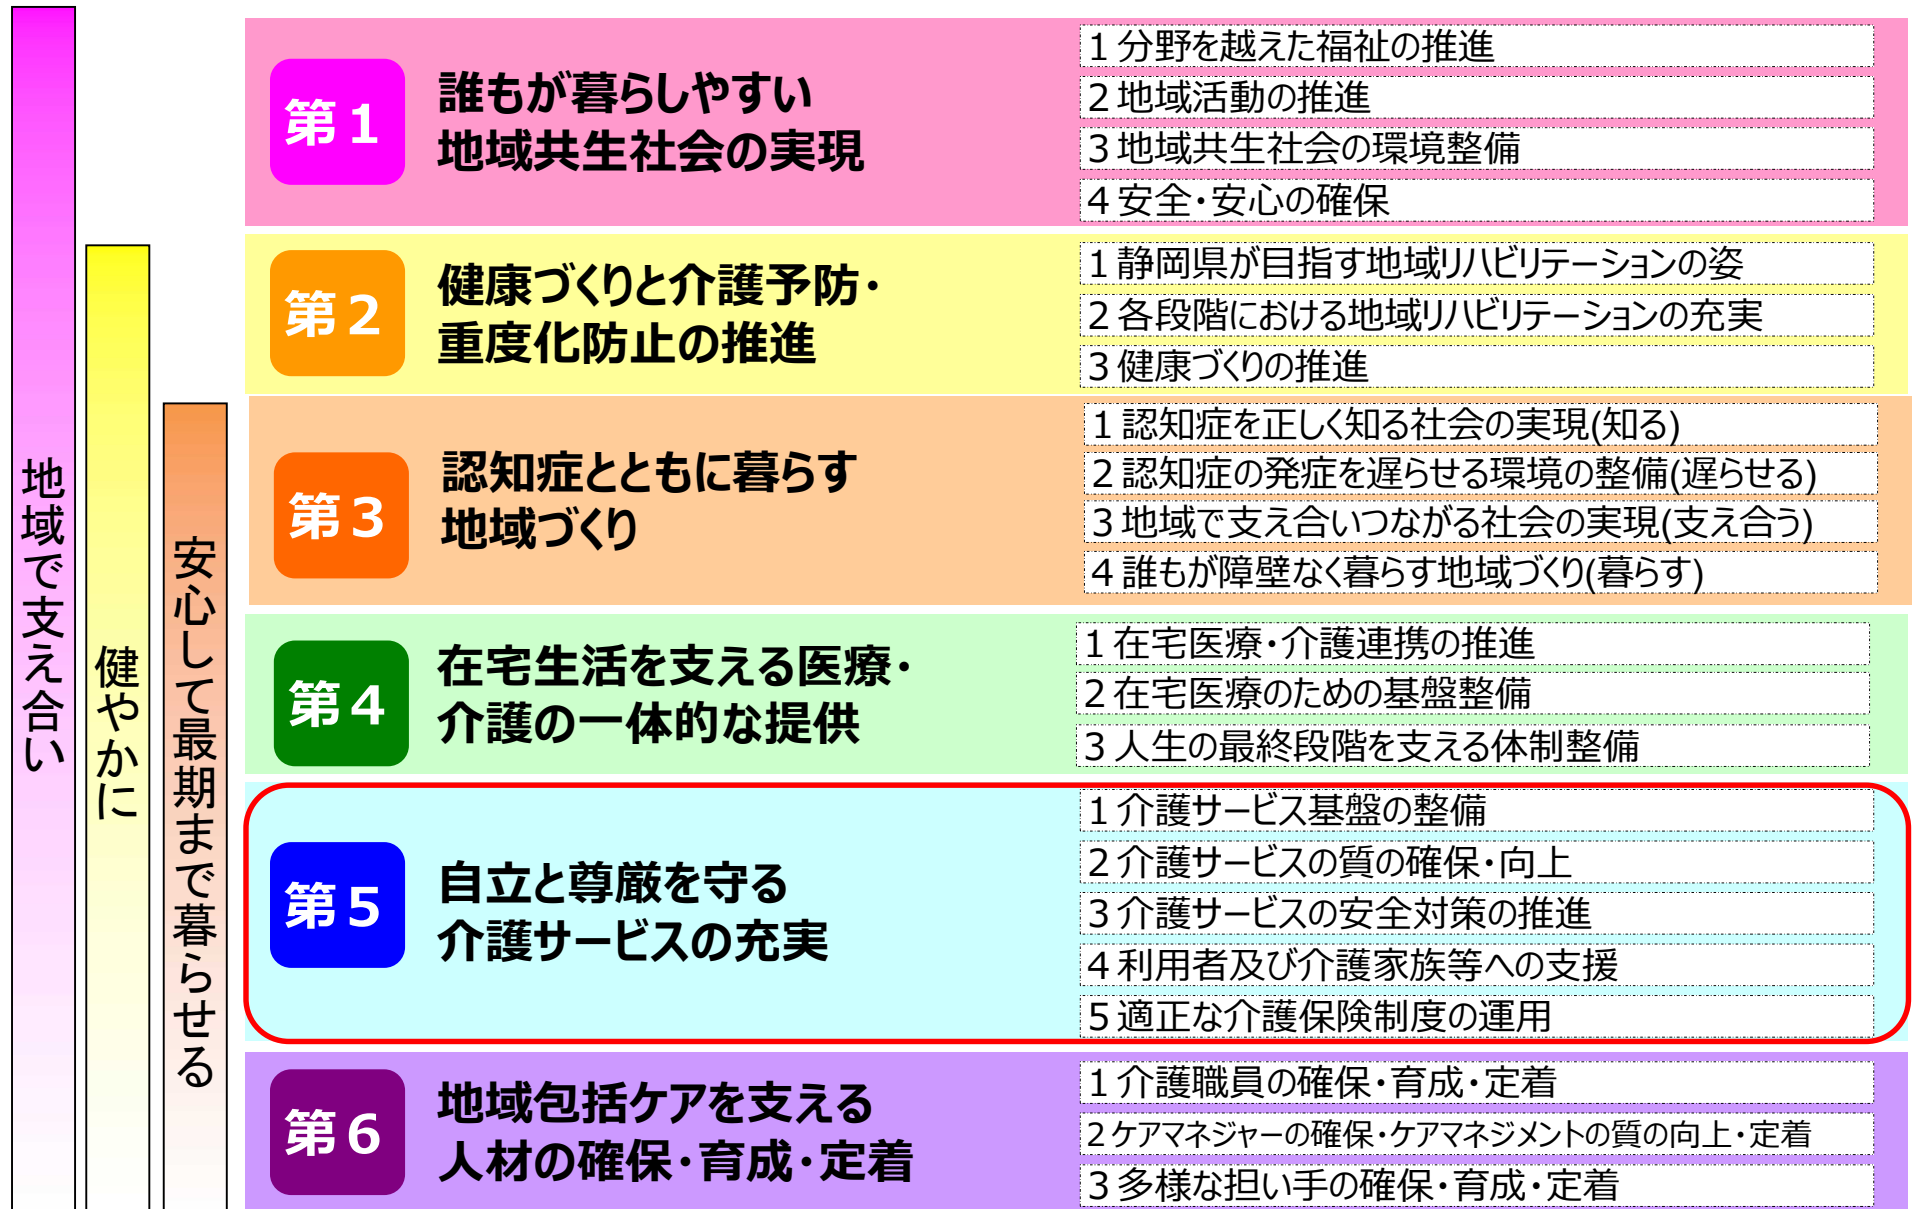 地域で支え合い
健やかに
安心して最期まで暮らせる
第1
誰もが暮らしやすい
地域共生社会の実現
1 分野を越えた福祉の推進
2 地域活動の推進
3 地域共生社会の環境整備
4 安全・安心の確保
第2
健康づくりと介護予防・
重度化防止の推進
1 静岡県が目指す地域リハビリテーションの姿
2 各段階における地域リハビリテーションの充実
3 健康づくりの推進
第3
認知症とともに暮らす
地域づくり
1 認知症を正しく知る社会の実現(知る)
2 認知症の発症を遅らせる環境の整備(遅らせる)
3 地域で支え合いつながる社会の実現(支え合う)
4 誰もが障壁なく暮らす地域づくり(暮らす)
第4
在宅生活を支える医療・
介護の一体的な提供
1 在宅医療・介護連携の推進
2 在宅医療のための基盤整備
3 人生の最終段階を支える体制整備
第5
自立と尊厳を守る
介護サービスの充実
1 介護サービス基盤の整備
2 介護サービスの質の確保・向上
3 介護サービスの安全対策の推進
4 利用者及び介護家族等への支援
5 適正な介護保険制度の運用
第6
地域包括ケアを支える
人材の確保・育成・定着
1 介護職員の確保・育成・定着
2 ケアマネジャーの確保・ケアマネジメントの質の向上・定着
3 多様な担い手の確保・育成・定着